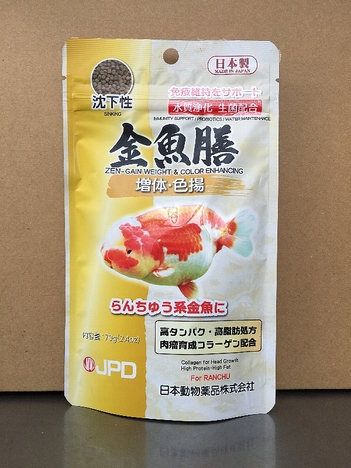 日本製
MADE IN JAPAN
沈下性
SINKING
免疫維持をサポート
水質浄化 生菌配合
IMMUNITY SUPPORT / PROBIOTICS / WATER MAINTENANCE
金魚膳
ZEN-GAIN WEIGHT & COLOR ENHANCING
増体・色揚
らんちゅう系金魚に
高タンパク・高脂肪処方
肉瘤育成コラーゲン配合
Collagen for Head Growth
High Protein・High Fat
For RANCHU
JPD
日本動物薬品株式会社